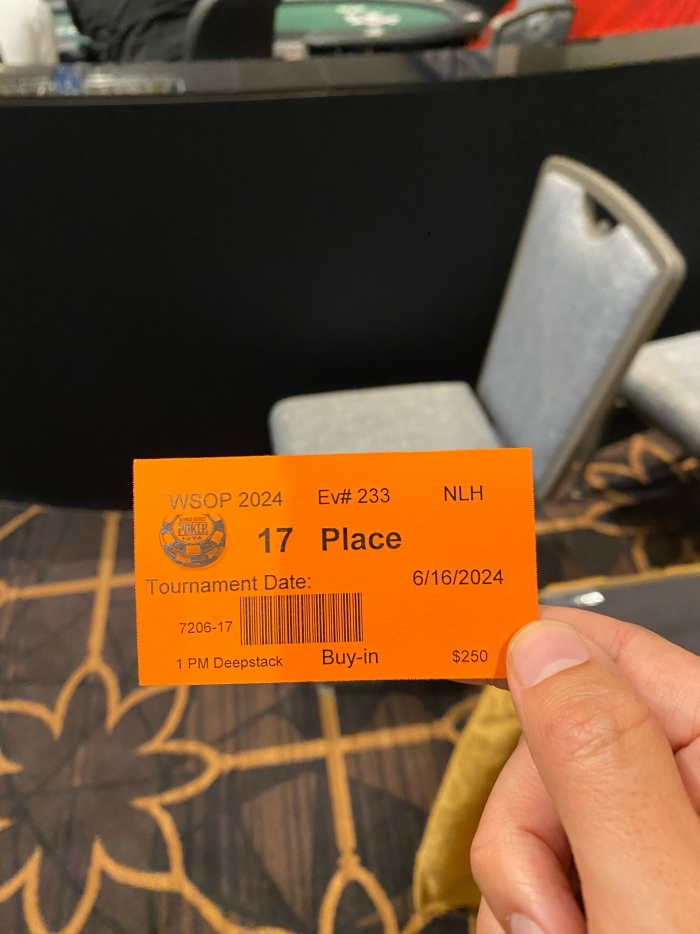 WSOP 2024 Ev# 233 NLH
POKER
17 Place
Tournament Date: 6/16/2024
7206-17
1 PM Deepstack Buy-in $250